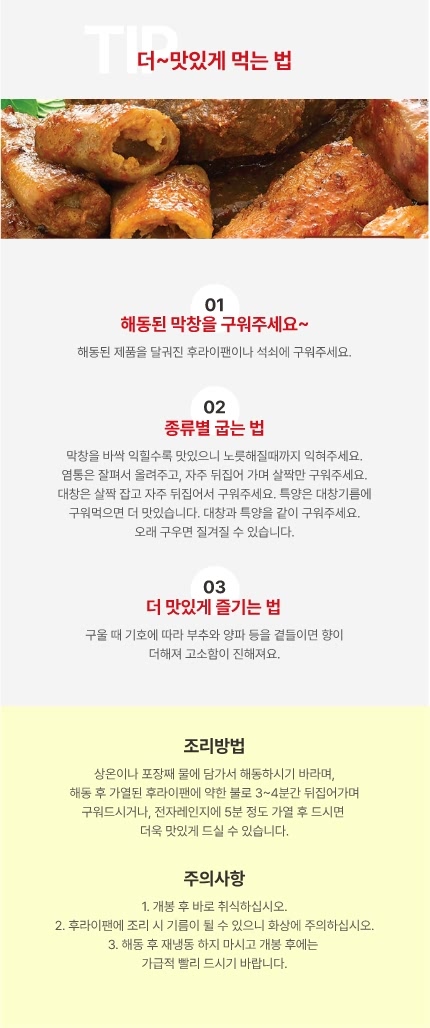 TIP
더~맛있게 먹는 법
01
해동된 막창을 구워주세요~
해동된 제품을 달궈진 후라이팬이나 석쇠에 구워주세요.
02
종류별 굽는 법
막창을 바싹 익힐수록 맛있으니 노릇해질때까지 익혀주세요.
염통은 잘펴서 올려주고, 자주 뒤집어 가며 살짝만 구워주세요.
대창은 살짝 잡고 자주 뒤집어서 구워주세요. 특양은 대창기름에
구워먹으면 더 맛있습니다. 대창과 특양을 같이 구워주세요.
오래 구우면 질겨질 수 있습니다.
03
더 맛있게 즐기는 법
구울 때 기호에 따라 부추와 양파 등을 곁들이면 향이
더해져 고소함이 진해져요.
조리방법
상온이나 포장째 물에 담가서 해동하시기 바라며,
해동 후 가열된 후라이팬에 약한 불로 3~4분간 뒤집어가며
구워드시거나, 전자레인지에 5분 정도 가열 후 드시면
더욱 맛있게 드실 수 있습니다.
주의사항
1. 개봉 후 바로 취식하십시오.
2. 후라이팬에 조리 시 기름이 튈 수 있으니 화상에 주의하십시오.
3. 해동 후 재냉동 하지 마시고 개봉 후에는
가급적 빨리 드시기 바랍니다.